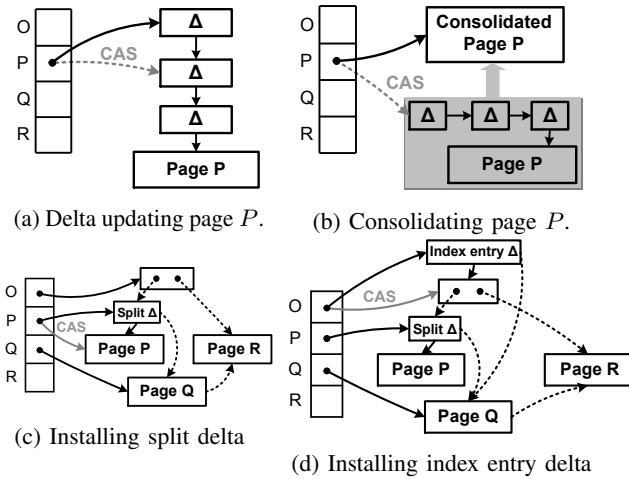 O
P
Q
R
CAS
Δ
Δ
Δ
Page P
(a) Delta updating page P.
O
P
Q
R
CAS
Consolidated
Page P
Δ
Δ
Δ
Page P
(b) Consolidating page P.
O
P
Q
R
CAS
Split Δ
Page P
Page R
Page Q
(c) Installing split delta
O
P
Q
R
Index entry Δ
CAS
Split Δ
Page P
Page R
Page Q
(d) Installing index entry delta